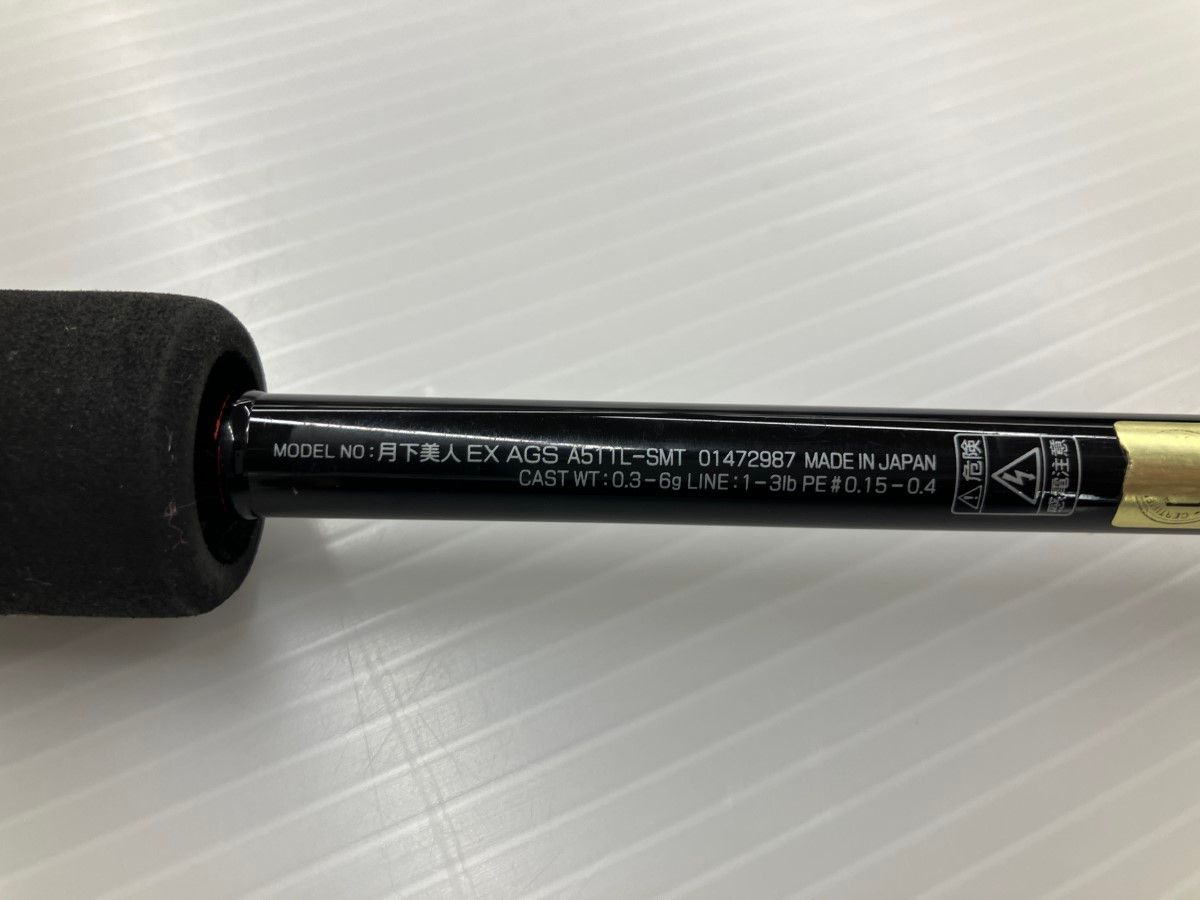 MODEL NO:月下美人 EX AGS A511L-SMT 01472987 MADE IN JAPAN
CAST WT:0.3-6g LINE:1-3lb PE#0.15-0.4
危険
感電注意